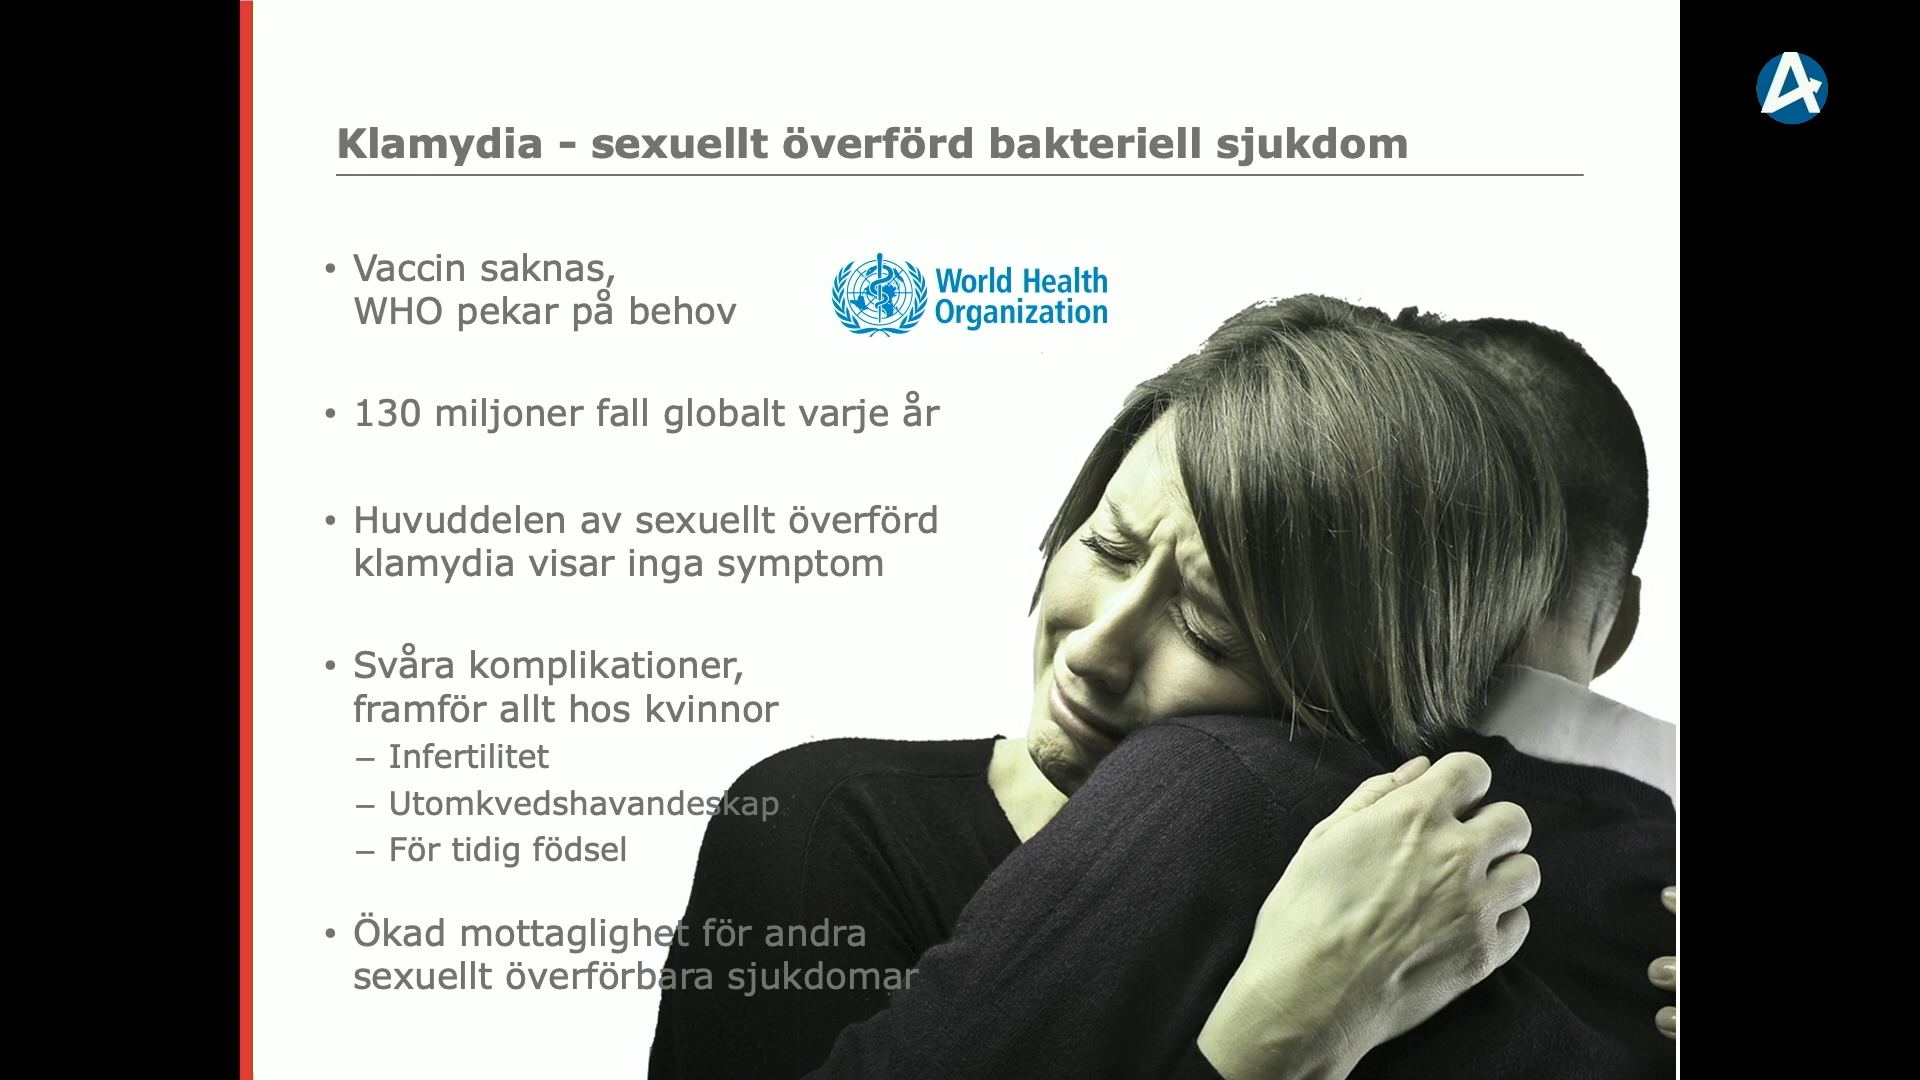 Klamydia - sexuellt överförd bakteriell sjukdom
• Vaccin saknas,
WHO pekar på behov
World Health
Organization
• 130 miljoner fall globalt varje år
• Huvuddelen av sexuellt överförd
klamydia visar inga symptom
• Svåra komplikationer,
framför allt hos kvinnor
– Infertilitet
– Utomkvedshavandeskap
– För tidig födsel
• Ökad mottaglighet för andra
sexuellt överförbara sjukdomar